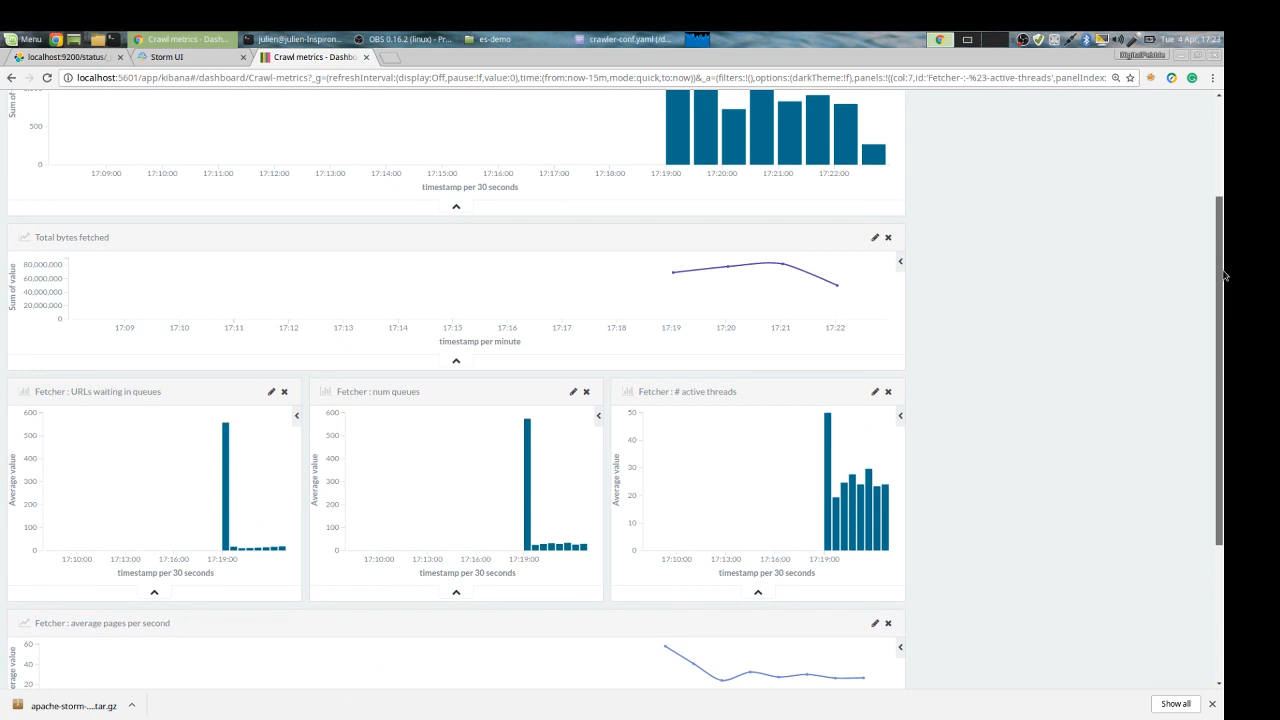 Menu
Crawl metrics - Dash...
julien@julien-Inspiron...
OBS 0.16.2 (linux) - Pr...
es-demo
crawler-conf.yaml (/d...
Tue 4 Apr, 17:23
localhost:9200/status/
Storm UI
Crawl metrics - Dashbo
DigitalPebble
localhost:5601/app/kibana#/dashboard/Crawl-metrics?_g=(refreshInterval:(display:Off,pause:!f,value:0),time:(from:now-15m,mode:quick,to:now))&_a=(filters:!(),options:(darkTheme:!f),panels:!((col:7,id:'Fetcher-:-%23-active-threads',panelIndex:
Sum of
500
0
17:09:00 17:10:00 17:11:00 17:12:00 17:13:00 17:14:00 17:15:00 17:16:00 17:17:00 17:18:00 17:19:00 17:20:00 17:21:00 17:22:00
timestamp per 30 seconds
Total bytes fetched
Sum of value
80,000,000
60,000,000
40,000,000
20,000,000
0
17:09 17:10 17:11 17:12 17:13 17:14 17:15 17:16 17:17 17:18 17:19 17:20 17:21 17:22
timestamp per minute
Fetcher : URLs waiting in queues
Average value
600
500
400
300
200
100
0
17:10:00 17:13:00 17:16:00 17:19:00
timestamp per 30 seconds
Fetcher : num queues
Average value
600
500
400
300
200
100
0
17:10:00 17:13:00 17:16:00 17:19:00
timestamp per 30 seconds
Fetcher : # active threads
Average value
50
40
30
20
10
0
17:10:00 17:13:00 17:16:00 17:19:00
timestamp per 30 seconds
Fetcher : average pages per second
erage value
60
40
20
apache-storm-....tar.gz
Show all